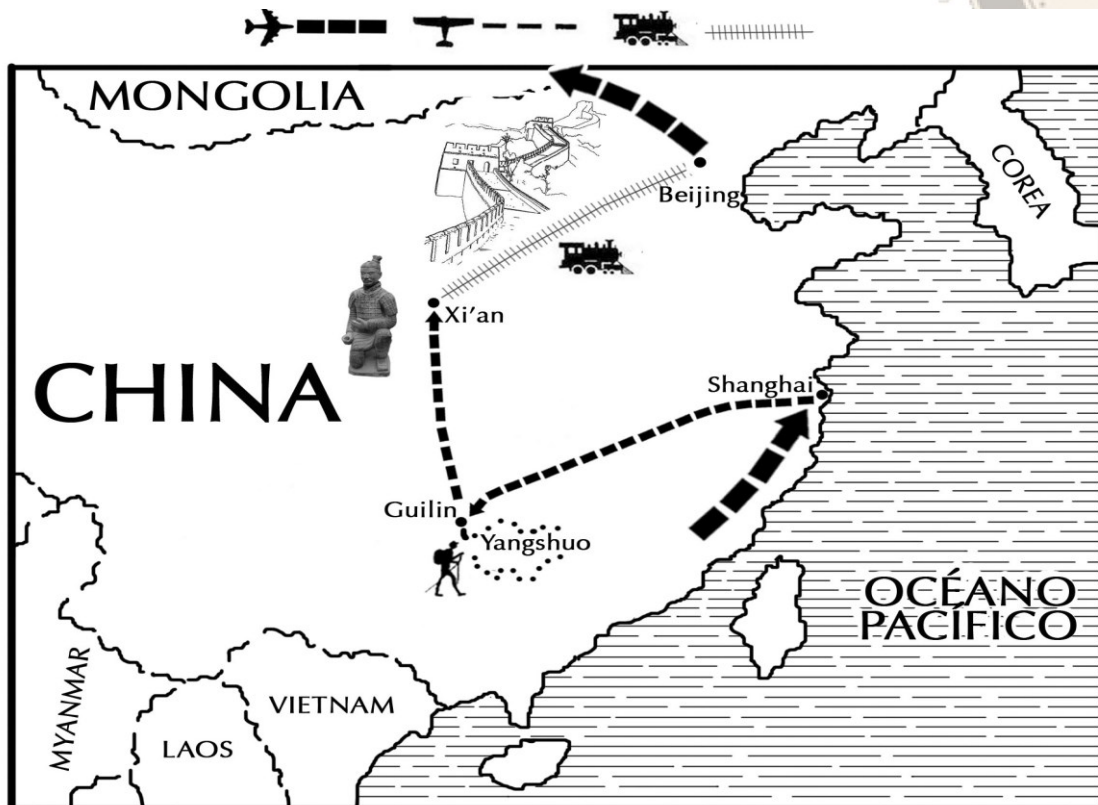 MONGOLIA
COREA
Beijing
Xi'an
CHINA
Shanghai
Guilin
Yangshuo
OCÉANO
PACÍFICO
MYANMAR
VIETNAM
LAOS